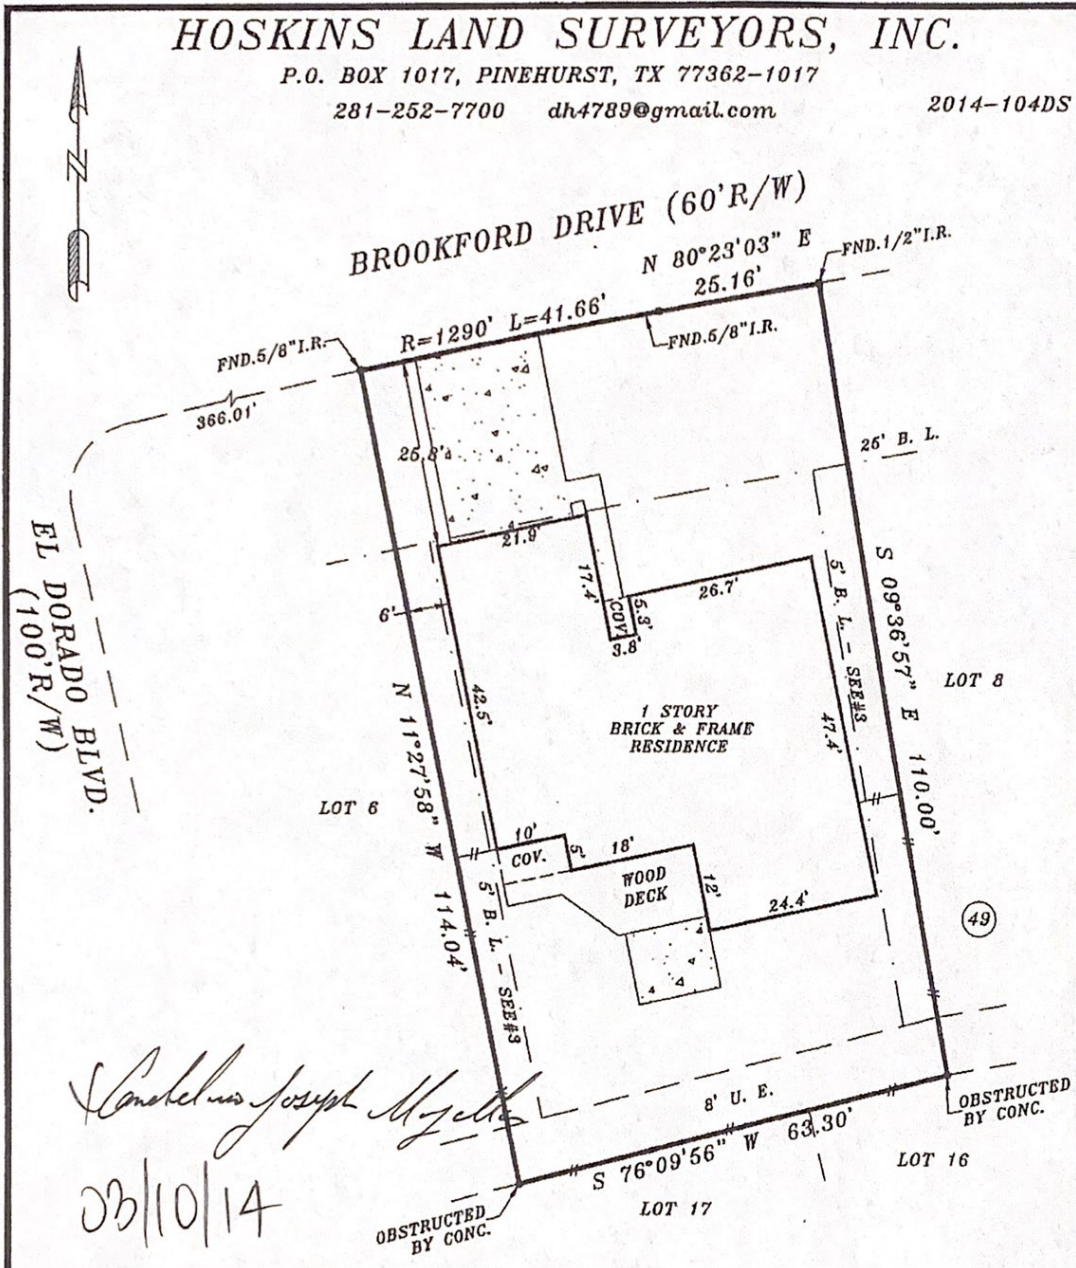 HOSKINS LAND SURVEYORS, INC.
P.O. BOX 1017, PINEHURST, TX 77362-1017
281-252-7700 dh4789@gmail.com
2014-104DS
N
BROOKFORD DRIVE (60'R/W)
N 80°23'03" E
25.16'
FND.1/2"I.R.
R=1290' L=41.66'
FND.5/8"I.R.
FND.5/8"I.R.
366.01'
25.8'
25' B. L.
21.9'
EL DORADO BLVD.
(100'R/W)
17.4'
COV.
5.3'
3.8'
26.7'
5' B. L. - SEE#3
S 09°36'57" E 110.00'
6'
LOT 8
N 11°27'58" W 114.04'
42.5'
1 STORY
BRICK & FRAME
RESIDENCE
47.4'
LOT 6
10'
COV.
5'
18'
WOOD
DECK
12'
24.4'
49
5' B. L. - SEE#3
Joseph
8' U. E.
OBSTRUCTED
BY CONC.
S 76°09'56" W 63.30'
LOT 16
03/10/14
LOT 17
OBSTRUCTED
BY CONC.